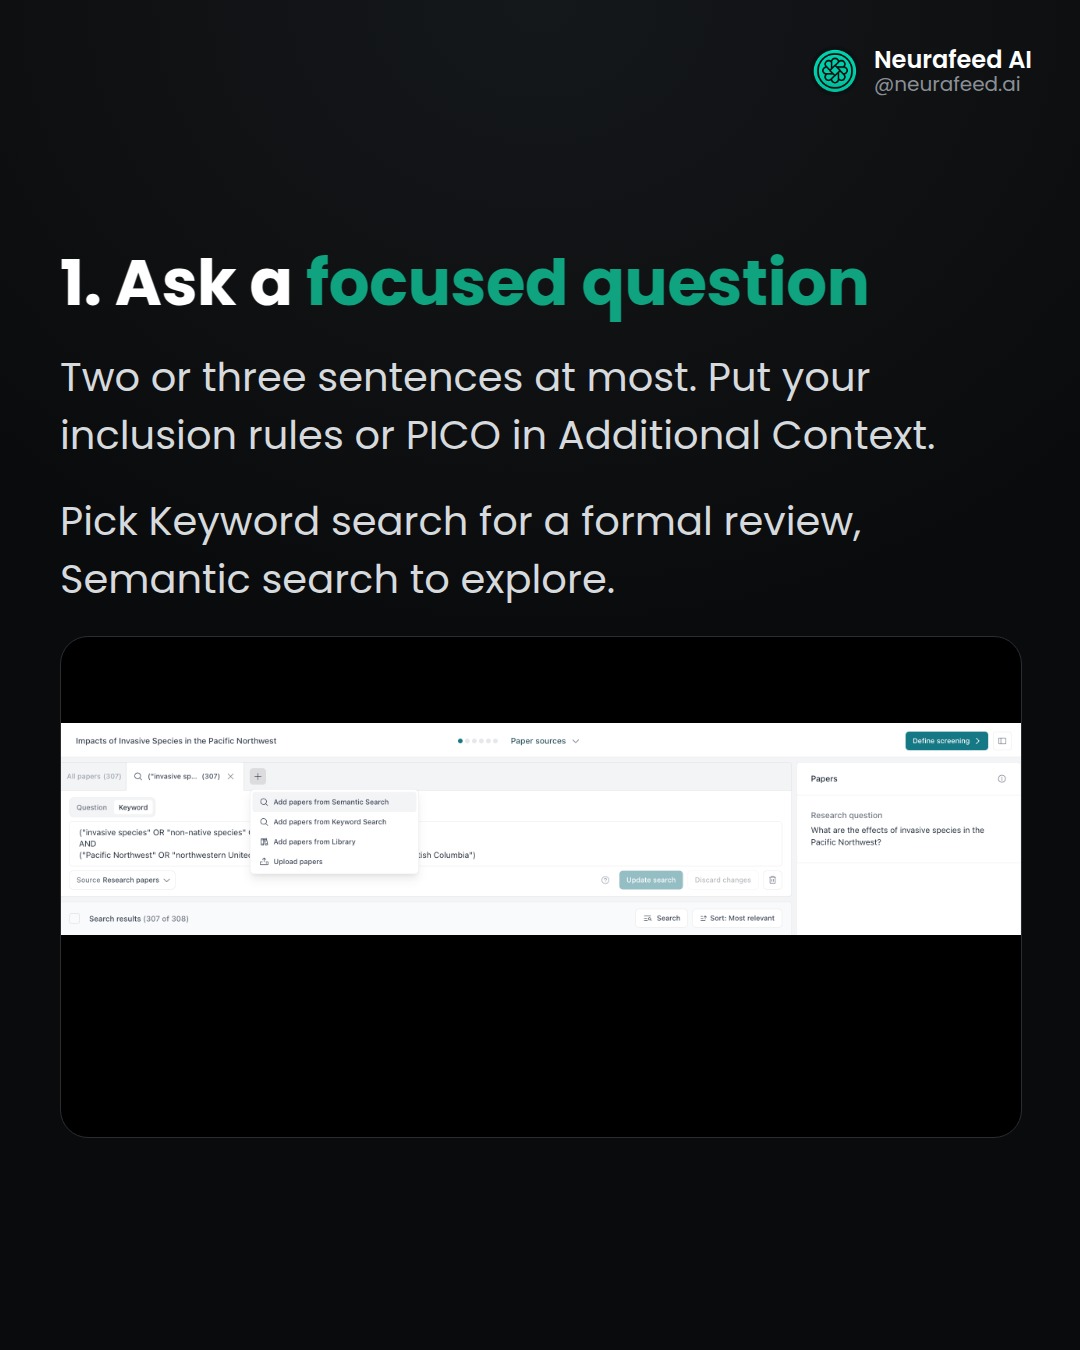 Neurafeed AI
@neurafeed.ai
1. Ask a focused question
Two or three sentences at most. Put your
inclusion rules or PICO in Additional Context.
Pick Keyword search for a formal review,
Semantic search to explore.
Impacts of Invasive Species in the Pacific Northwest
Paper sources
Define screening
All papers (307)
("invasive sp... (307)
Papers
Question Keyword
Add papers from Semantic Search
Add papers from Keyword Search
Add papers from Library
Upload papers
("invasive species" OR "non-native species"
AND
("Pacific Northwest" OR "northwestern Unite
tish Columbia")
Research question
What are the effects of invasive species in the
Pacific Northwest?
Source Research papers
Update search
Discard changes
Search results (307 of 308)
Search
Sort: Most relevant